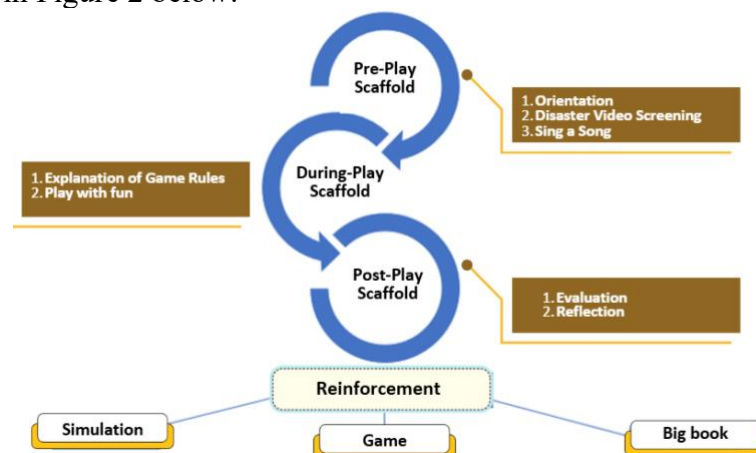 in Figure 2 below:
Pre-Play
Scaffold
1. Orientation
2. Disaster Video Screening
3. Sing a Song
During-Play
Scaffold
1. Explanation of Game Rules
2. Play with fun
Post-Play
Scaffold
1. Evaluation
2. Reflection
Reinforcement
Simulation
Game
Big book